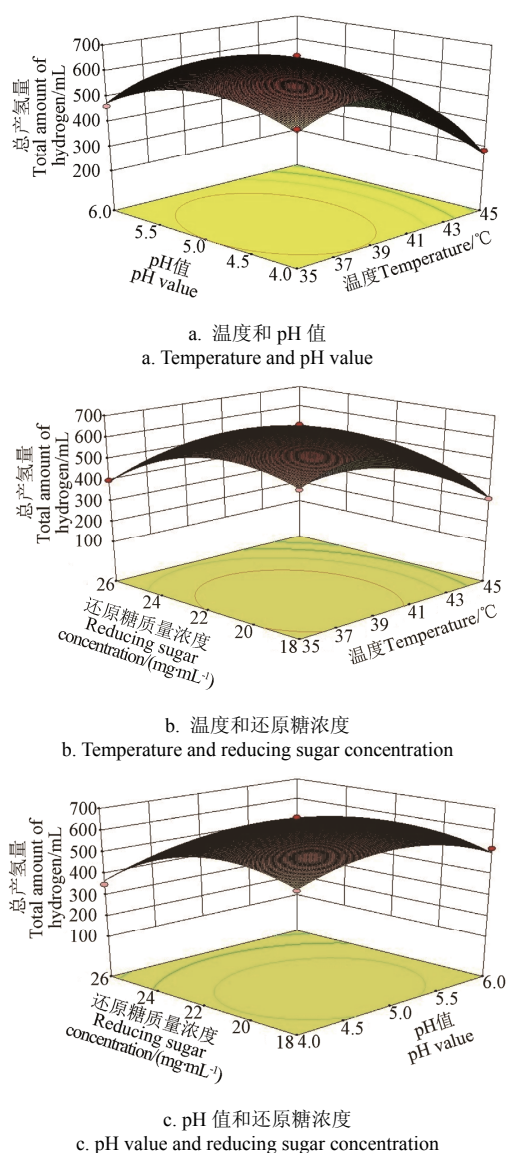 总产氢量
Total amount of
hydrogen/mL
700
600
500
400
300
200
6.0
5.5
5.0
4.5
4.0
pH值
pH value
35
37
39
41
43
45
温度Temperature/℃
a. 温度和 pH 值
a. Temperature and pH value
总产氢量
Total amount of
hydrogen/mL
700
600
500
400
300
200
100
26
24
22
20
18
还原糖质量浓度
Reducing sugar
concentration/(mg·mL⁻¹)
35
37
39
41
43
45
温度Temperature/℃
b. 温度和还原糖浓度
b. Temperature and reducing sugar concentration
总产氢量
Total amount of
hydrogen/mL
700
600
500
400
300
200
100
26
24
22
20
18
还原糖质量浓度
Reducing sugar
concentration/(mg·mL⁻¹)
4.0
4.5
5.0
5.5
6.0
pH值
pH value
c. pH 值和还原糖浓度
c. pH value and reducing sugar concentration